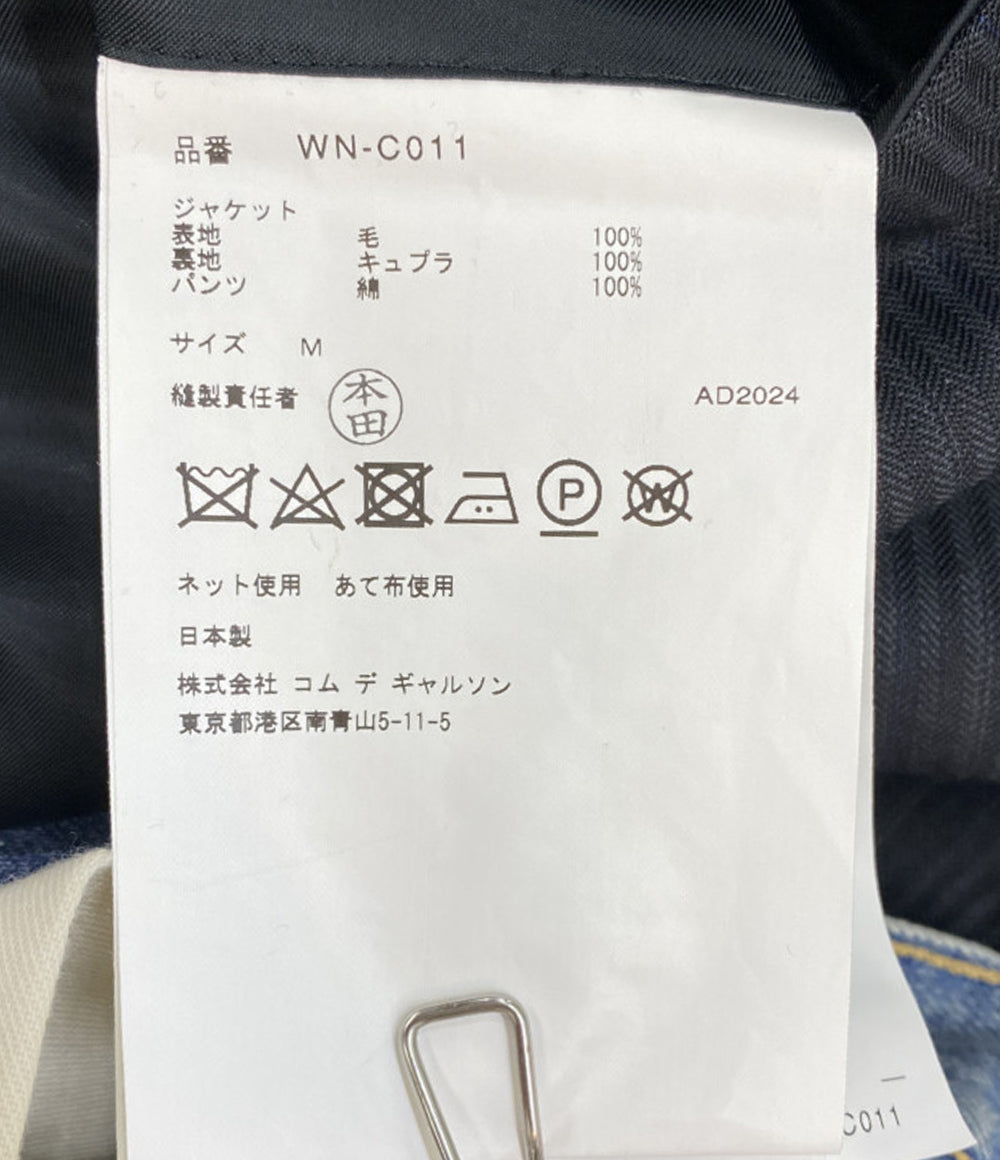 品番 WN-C011
ジャケット
表地 毛 100%
裏地 キュプラ 100%
パンツ 綿 100%
サイズ M
縫製責任者 本田 AD2024
P W
ネット使用 あて布使用
日本製
株式会社 コム デ ギャルソン
東京都港区南青山5-11-5
C011